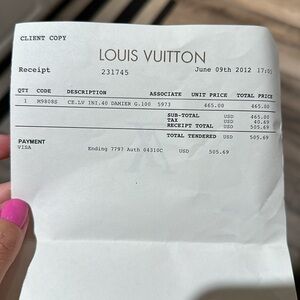 CLIENT COPY
LOUIS VUITTON
Receipt 231745 June 09th 2012 17:03
QTY CODE DESCRIPTION ASSOCIATE UNIT PRICE TOTAL PRICE
1 M9808S CE.LV INI.40 DAMIER G.100 5973 465.00 465.00
SUB-TOTAL USD 465.00
TAX USD 40.69
RECEIPT TOTAL USD 505.69
TOTAL TENDERED USD 505.69
PAYMENT
VISA Ending 7797 Auth 04310C USD 505.69